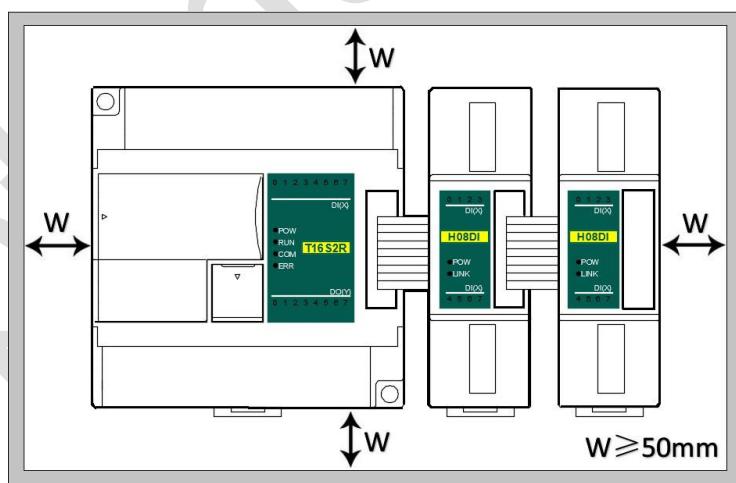 W
0 1 2 3 4 5 6 7
DI(X)
POW
RUN
COM
ERR
T16S2R
DO(Y)
0 1 2 3 4 5 6 7
0 1 2 3
DI(X)
H08DI
POW
LINK
DI(X)
4 5 6 7
0 1 2 3
DI(X)
H08DI
POW
LINK
DI(X)
4 5 6 7
W
W
W
W≥50mm